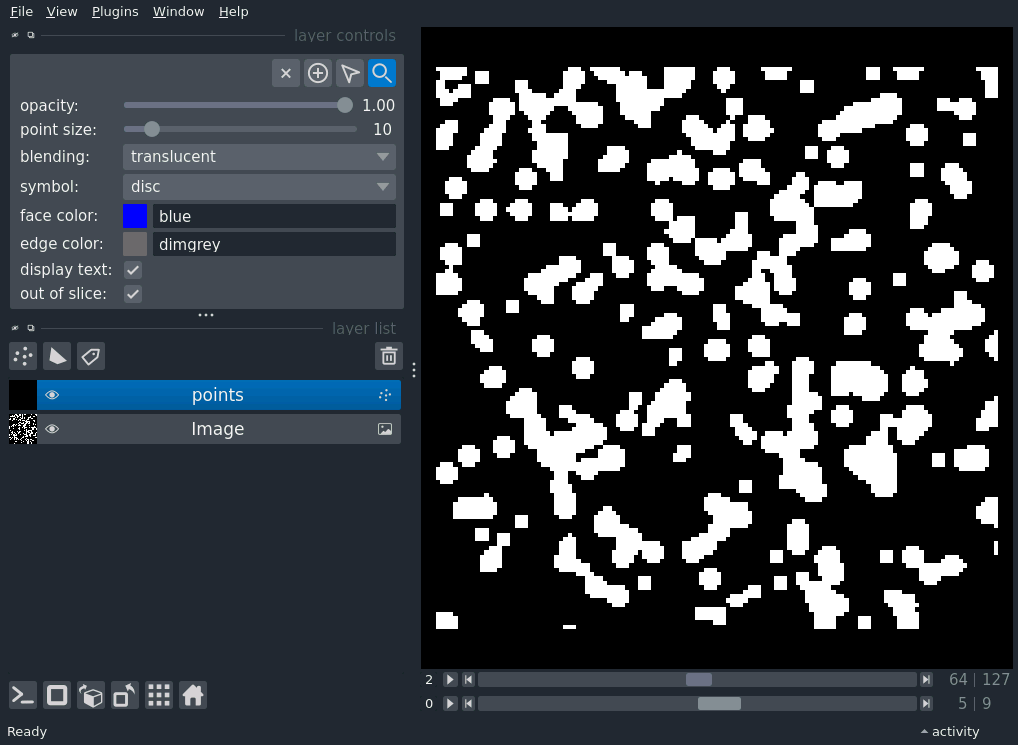 File View Plugins Window Help
layer controls
opacity: 1.00
point size: 10
blending: translucent
symbol: disc
face color: blue
edge color: dimgrey
display text:
out of slice:
layer list
points
Image
2 64 | 127
0 5 | 9
Ready activity